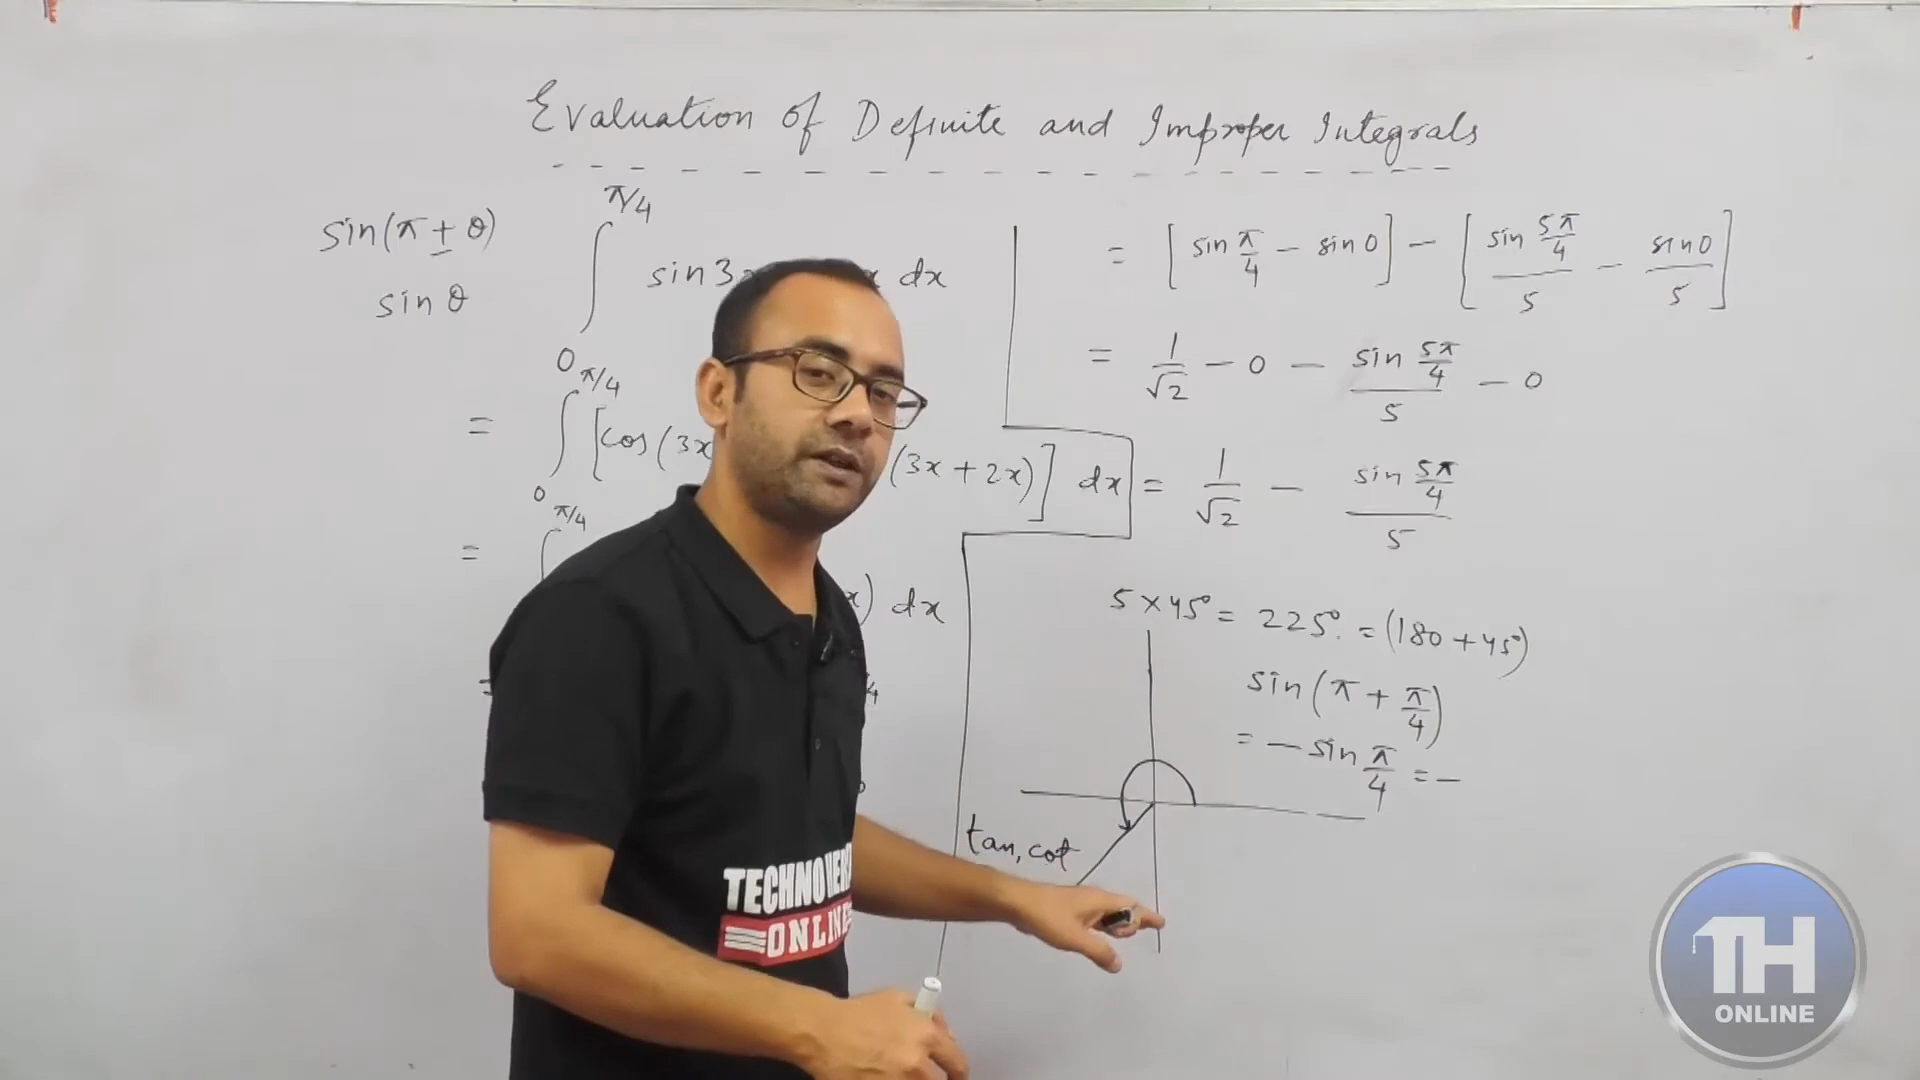 Evaluation of Definite and Improper Integrals
sin(π ± θ)
sin θ
π/4
∫ sin3 dx
0
π/4
= ∫ [cos(3x (3x + 2x)] dx
0
π/4
= ∫ x) dx
=
= [sin π/4 − sin 0] − [sin 5π/4 / 5 − sin 0 / 5]
= 1/√2 − 0 − sin 5π/4 / 5 − 0
= 1/√2 − sin 5π/4 / 5
5 × 45° = 225°. = (180 + 45°)
sin(π + π/4)
= − sin π/4 = −
tan, cot
TECHNO
ONLINE
TH
ONLINE